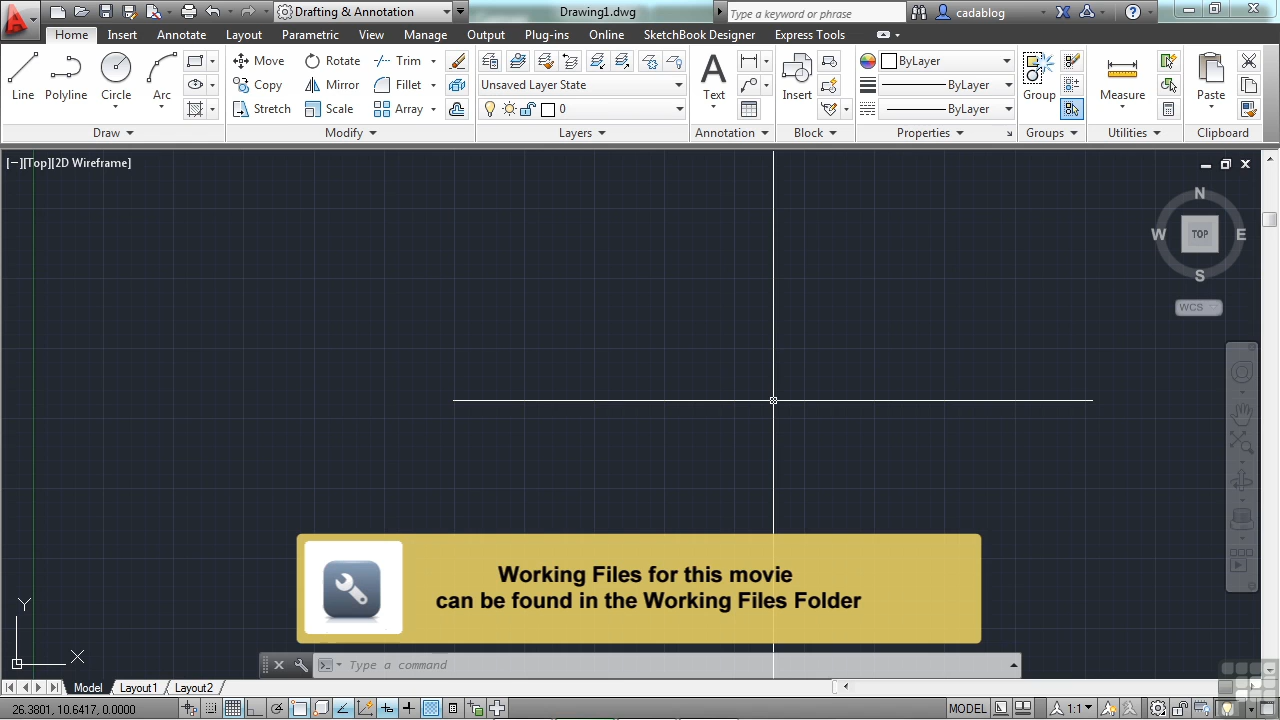 Drafting & Annotation
Drawing1.dwg
Type a keyword or phrase
cadablog
Home Insert Annotate Layout Parametric View Manage Output Plug-ins Online SketchBook Designer Express Tools
Line Polyline Circle Arc
Move Rotate Trim
Copy Mirror Fillet
Stretch Scale Array
Unsaved Layer State
0
Text
Insert
ByLayer
ByLayer
ByLayer
Group
Measure
Paste
Draw Modify Layers Annotation Block Properties Groups Utilities Clipboard
[−][Top][2D Wireframe]
N
W TOP E
S
WCS
Working Files for this movie
can be found in the Working Files Folder
Y
X
Type a command
Model Layout1 Layout2
26.3801, 10.6417, 0.0000
MODEL
1:1